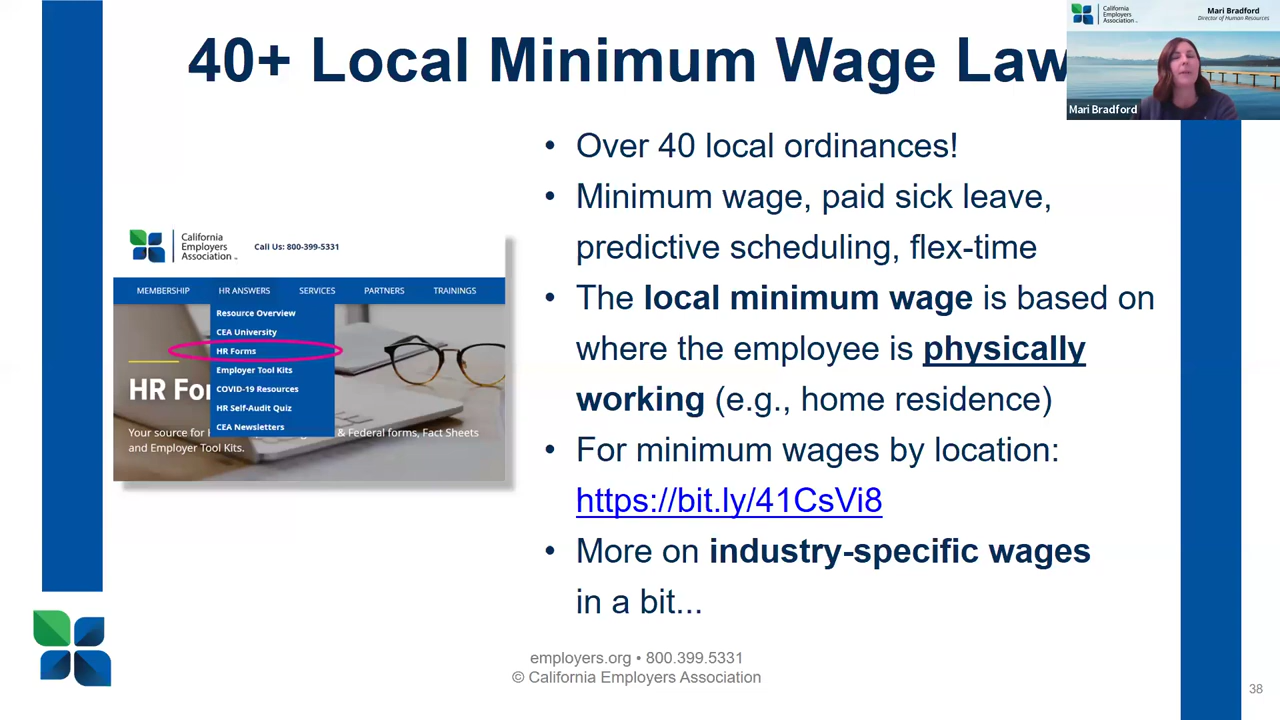 40+ Local Minimum Wage Law
California
Employers
Association
Mari Bradford
Director of Human Resources
Mari Bradford
• Over 40 local ordinances!
• Minimum wage, paid sick leave,
predictive scheduling, flex-time
• The local minimum wage is based on
where the employee is physically
working (e.g., home residence)
• For minimum wages by location:
https://bit.ly/41CsVi8
• More on industry-specific wages
in a bit...
California
Employers
Association
Call Us: 800-399-5331
MEMBERSHIP HR ANSWERS SERVICES PARTNERS TRAININGS
Resource Overview
CEA University
HR Forms
Employer Tool Kits
COVID-19 Resources
HR Self-Audit Quiz
CEA Newsletters
HR For
Your source for & Federal forms, Fact Sheets
and Employer Tool Kits.
employers.org • 800.399.5331
© California Employers Association
38